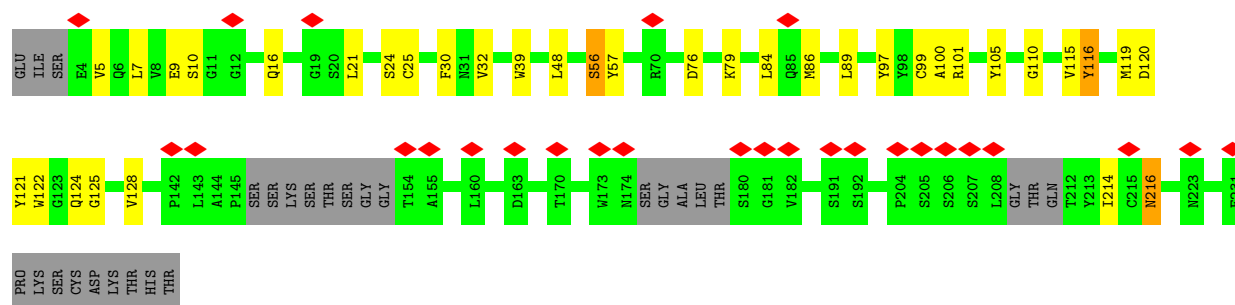 GLU ILE SER E4 V5 Q6 L7 V8 E9 S10 G11 G12 Q16 G19 S20 L21 S24 C25 F30 N31 V32 W39 L48 S56 Y57 R70 D76 K79 L84 Q85 M86 L89 Y97 Y98 C99 A100 R101 Y105 G110 V115 Y116 M119 D120
Y121 W122 G123 Q124 G125 V128 P142 L143 A144 P145 SER SER LYS SER THR SER GLY GLY T154 A155 L160 D163 T170 W173 N174 SER GLY ALA LEU THR S180 G181 V182 S191 S192 P204 S205 S206 S207 L208 GLY THR GLN T212 Y213 I214 C215 N216 N223
PRO LYS SER CYS ASP LYS THR HIS THR